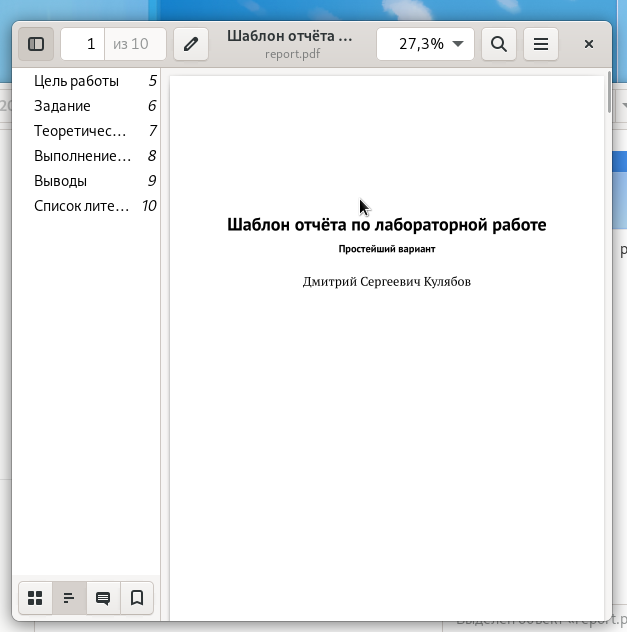 1 из 10
Шаблон отчёта …
report.pdf
27,3%
Цель работы 5
Задание 6
Теоретичес… 7
Выполнение… 8
Выводы 9
Список лите… 10
Шаблон отчёта по лабораторной работе
Простейший вариант
Дмитрий Сергеевич Кулябов